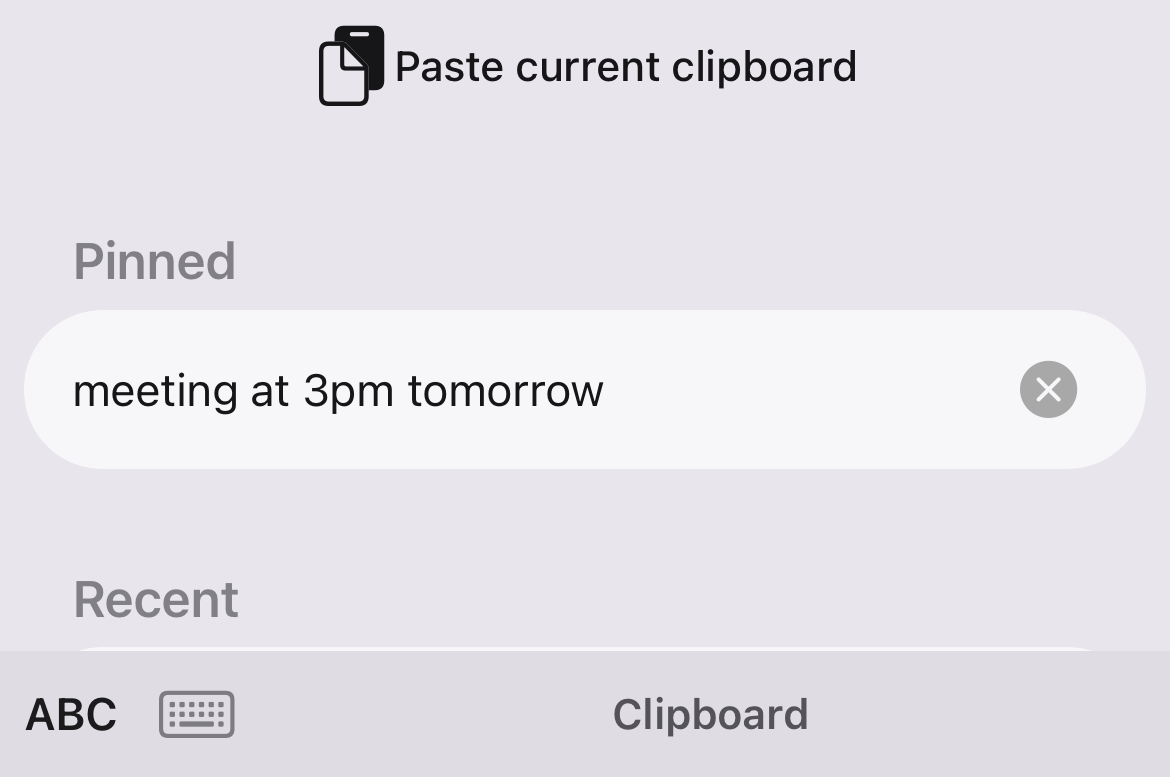 Paste current clipboard
Pinned
meeting at 3pm tomorrow
Recent
ABC
Clipboard